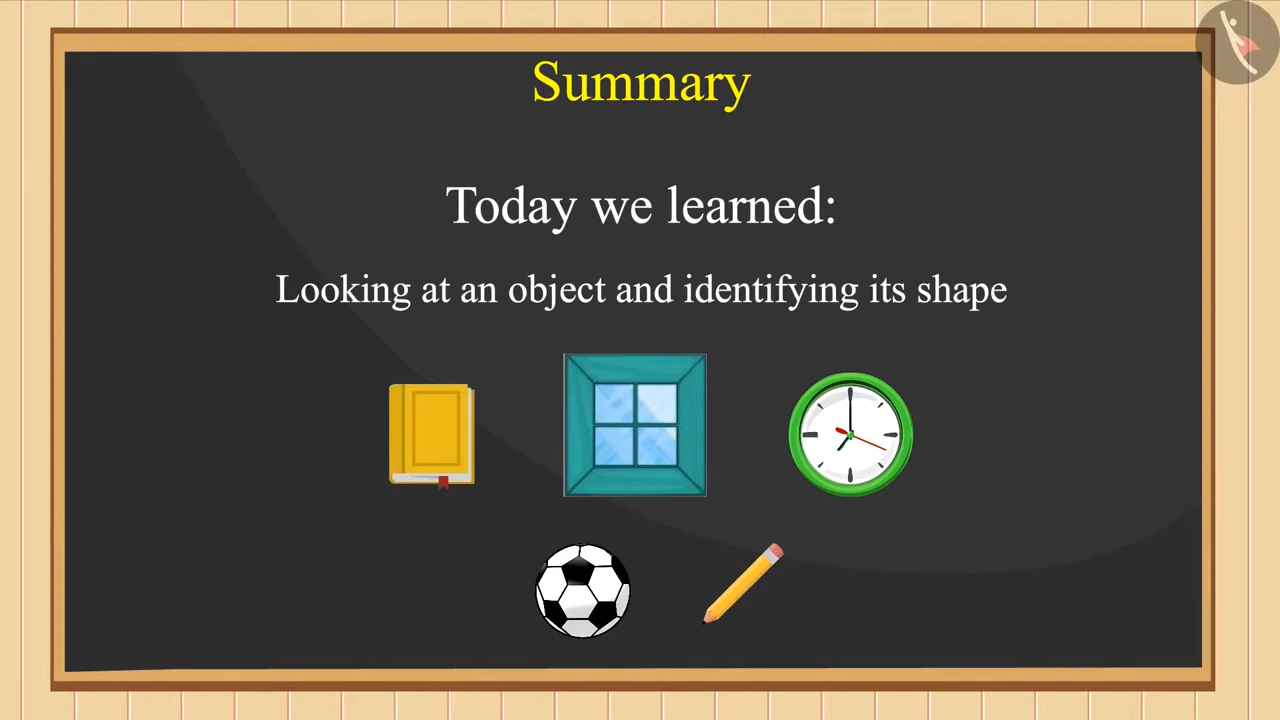 Summary
Today we learned:
Looking at an object and identifying its shape